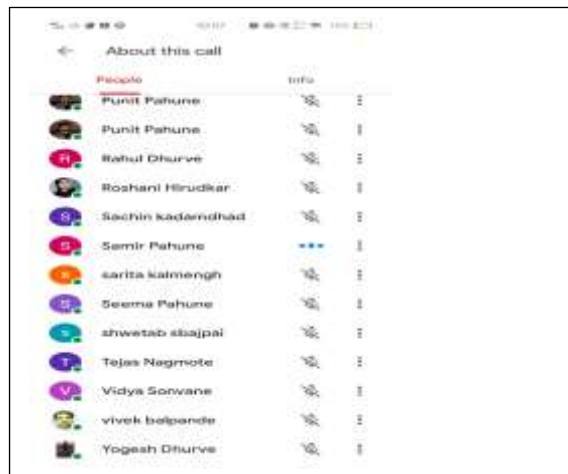 About this call
People Info
Punit Pahune
Punit Pahune
R Rahul Dhurve
Roshani Hirudkar
S Sachin kadamdhad
S Samir Pahune
s sarita kalmengh
S Seema Pahune
s shwetab sbajpai
T Tejas Nagmote
V Vidya Sonvane
vivek balpande
Yogesh Dhurve